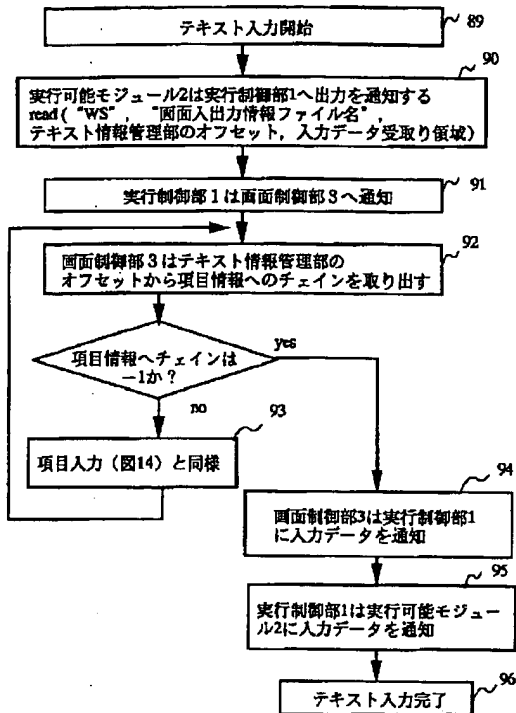 テキスト入力開始
89
90
実行可能モジュール2は実行制御部1へ出力を通知する
read( “WS”, “画面入出力情報ファイル名”,
テキスト情報管理部のオフセット, 入力データ受取り領域)
実行制御部1は画面制御部3へ通知
91
92
画面制御部3はテキスト情報管理部の
オフセットから項目情報へのチェインを取り出す
項目情報へチェインは
−1か?
yes
no
93
項目入力(図14)と同様
94
画面制御部3は実行制御部1
に入力データを通知
95
実行制御部1は実行可能モジュー
ル2に入力データを通知
96
テキスト入力完了